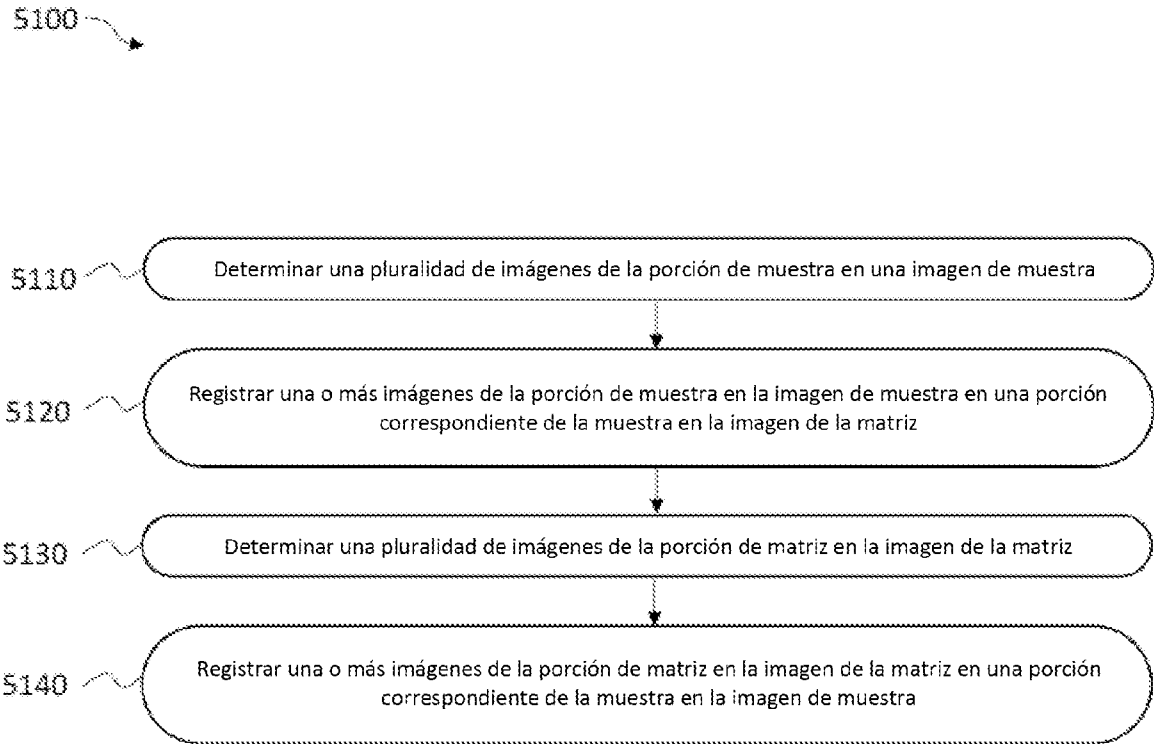 5100
5110
Determinar una pluralidad de imágenes de la porción de muestra en una imagen de muestra
5120
Registrar una o más imágenes de la porción de muestra en la imagen de muestra en una porción
correspondiente de la muestra en la imagen de la matriz
5130
Determinar una pluralidad de imágenes de la porción de matriz en la imagen de la matriz
5140
Registrar una o más imágenes de la porción de matriz en la imagen de la matriz en una porción
correspondiente de la muestra en la imagen de muestra